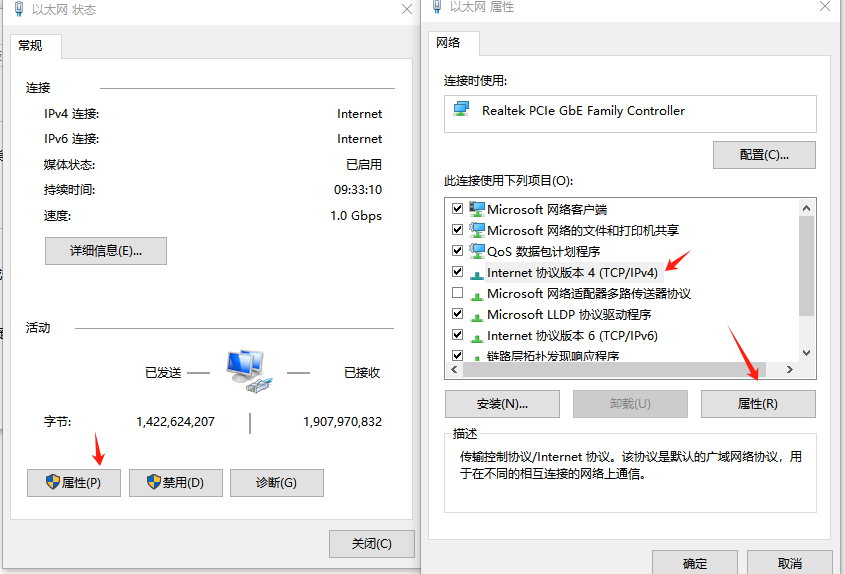 以太网 状态
常规
连接
IPv4 连接: Internet
IPv6 连接: Internet
媒体状态: 已启用
持续时间: 09:33:10
速度: 1.0 Gbps
详细信息(E)...
活动
已发送 已接收
字节: 1,422,624,207 1,907,970,832
属性(P) 禁用(D) 诊断(G)
关闭(C)
以太网 属性
网络
连接时使用:
Realtek PCIe GbE Family Controller
配置(C)...
此连接使用下列项目(O):
Microsoft 网络客户端
Microsoft 网络的文件和打印机共享
QoS 数据包计划程序
Internet 协议版本 4 (TCP/IPv4)
Microsoft 网络适配器多路传送器协议
Microsoft LLDP 协议驱动程序
Internet 协议版本 6 (TCP/IPv6)
链路层拓扑发现响应程序
安装(N)... 卸载(U) 属性(R)
描述
传输控制协议/Internet 协议。该协议是默认的广域网络协议，用
于在不同的相互连接的网络上通信。
确定 取消